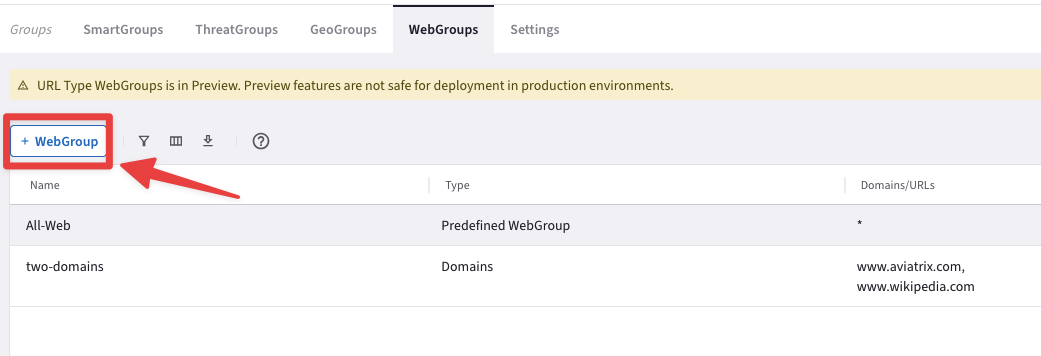 Groups SmartGroups ThreatGroups GeoGroups WebGroups Settings
URL Type WebGroups is in Preview. Preview features are not safe for deployment in production environments.
+ WebGroup
Name Type Domains/URLs
All-Web Predefined WebGroup *
two-domains Domains www.aviatrix.com,
www.wikipedia.com